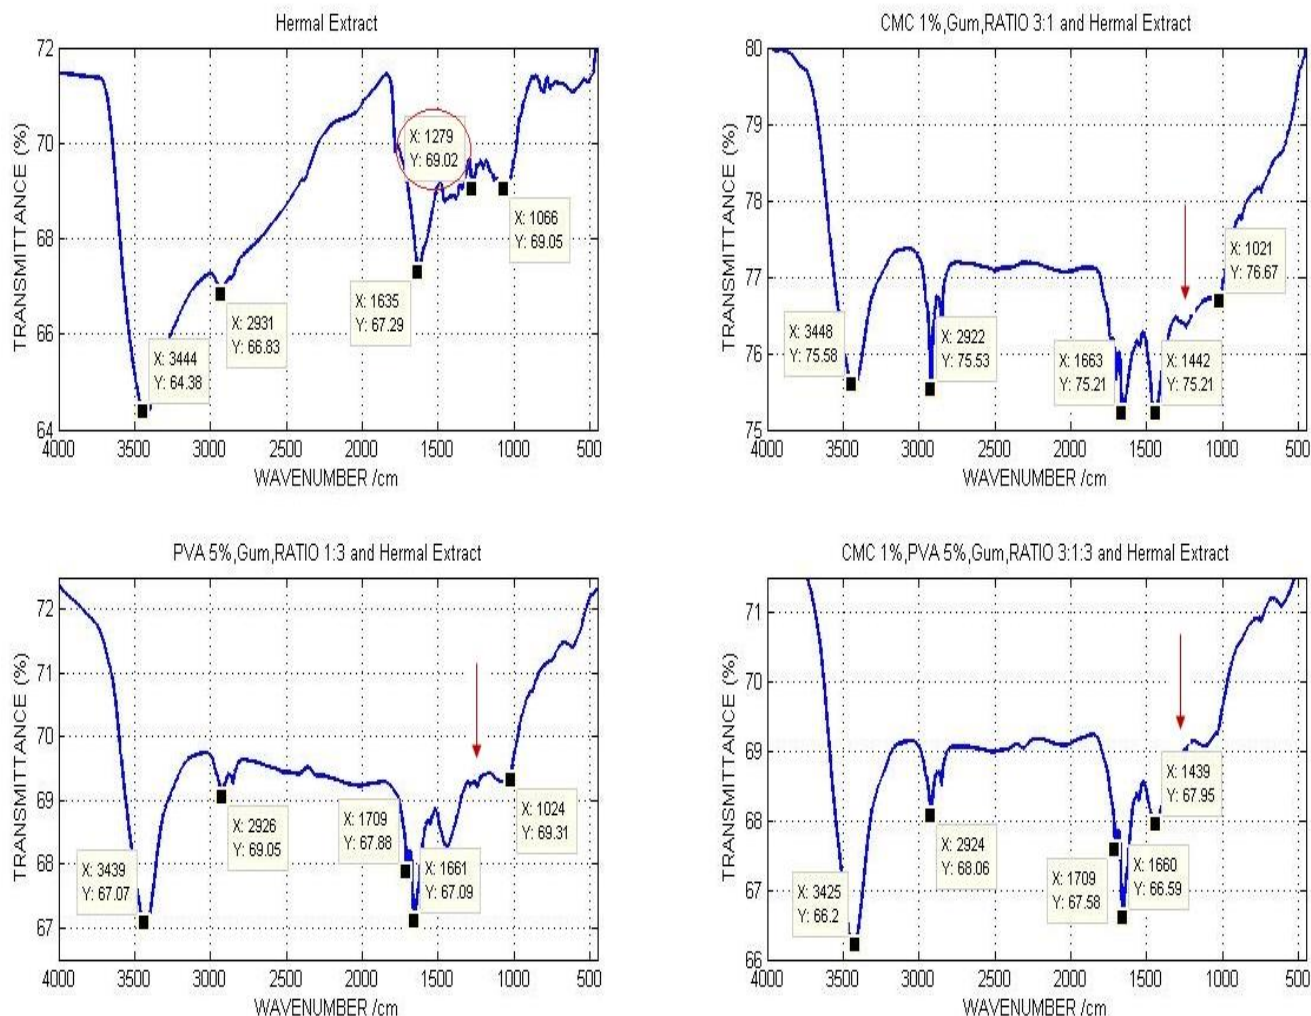 Hermal Extract
72
70
68
66
64
TRANSMITTANCE (%)
X: 1279
Y: 69.02
X: 1066
Y: 69.05
X: 1635
Y: 67.29
X: 2931
Y: 66.83
X: 3444
Y: 64.38
4000 3500 3000 2500 2000 1500 1000 500
WAVENUMBER /cm
CMC 1%,Gum,RATIO 3:1 and Hermal Extract
80
79
78
77
76
75
TRANSMITTANCE (%)
X: 1021
Y: 76.67
X: 3448
Y: 75.58
X: 2922
Y: 75.53
X: 1663
Y: 75.21
X: 1442
Y: 75.21
4000 3500 3000 2500 2000 1500 1000 500
WAVENUMBER /cm
PVA 5%,Gum,RATIO 1:3 and Hermal Extract
72
71
70
69
68
67
TRANSMITTANCE (%)
X: 2926
Y: 69.05
X: 1709
Y: 67.88
X: 1024
Y: 69.31
X: 3439
Y: 67.07
X: 1661
Y: 67.09
4000 3500 3000 2500 2000 1500 1000 500
WAVENUMBER /cm
CMC 1%,PVA 5%,Gum,RATIO 3:1:3 and Hermal Extract
71
70
69
68
67
66
TRANSMITTANCE (%)
X: 1439
Y: 67.95
X: 2924
Y: 68.06
X: 3425
Y: 66.2
X: 1709
Y: 67.58
X: 1660
Y: 66.59
4000 3500 3000 2500 2000 1500 1000 500
WAVENUMBER /cm